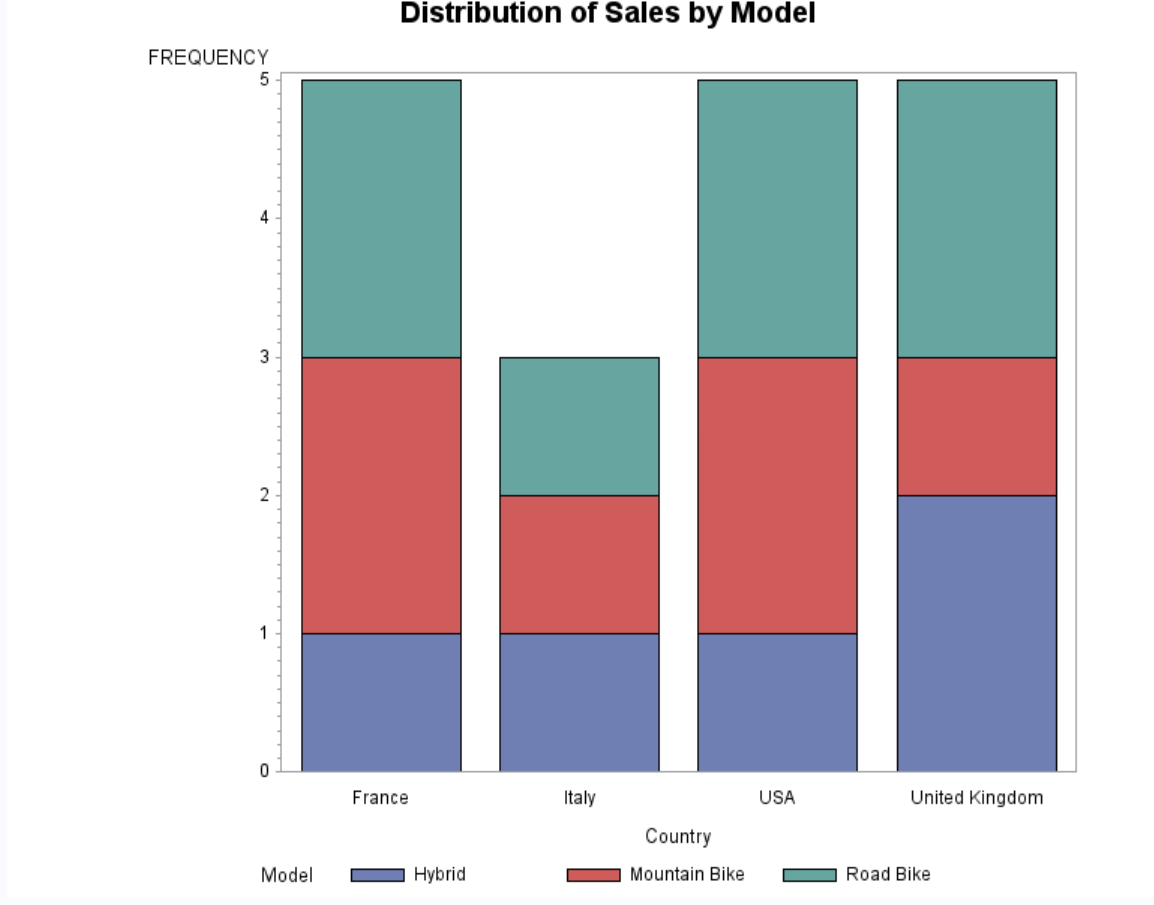 Distribution of Sales by Model
FREQUENCY
5
4
3
2
1
0
France Italy USA United Kingdom
Country
Model Hybrid Mountain Bike Road Bike